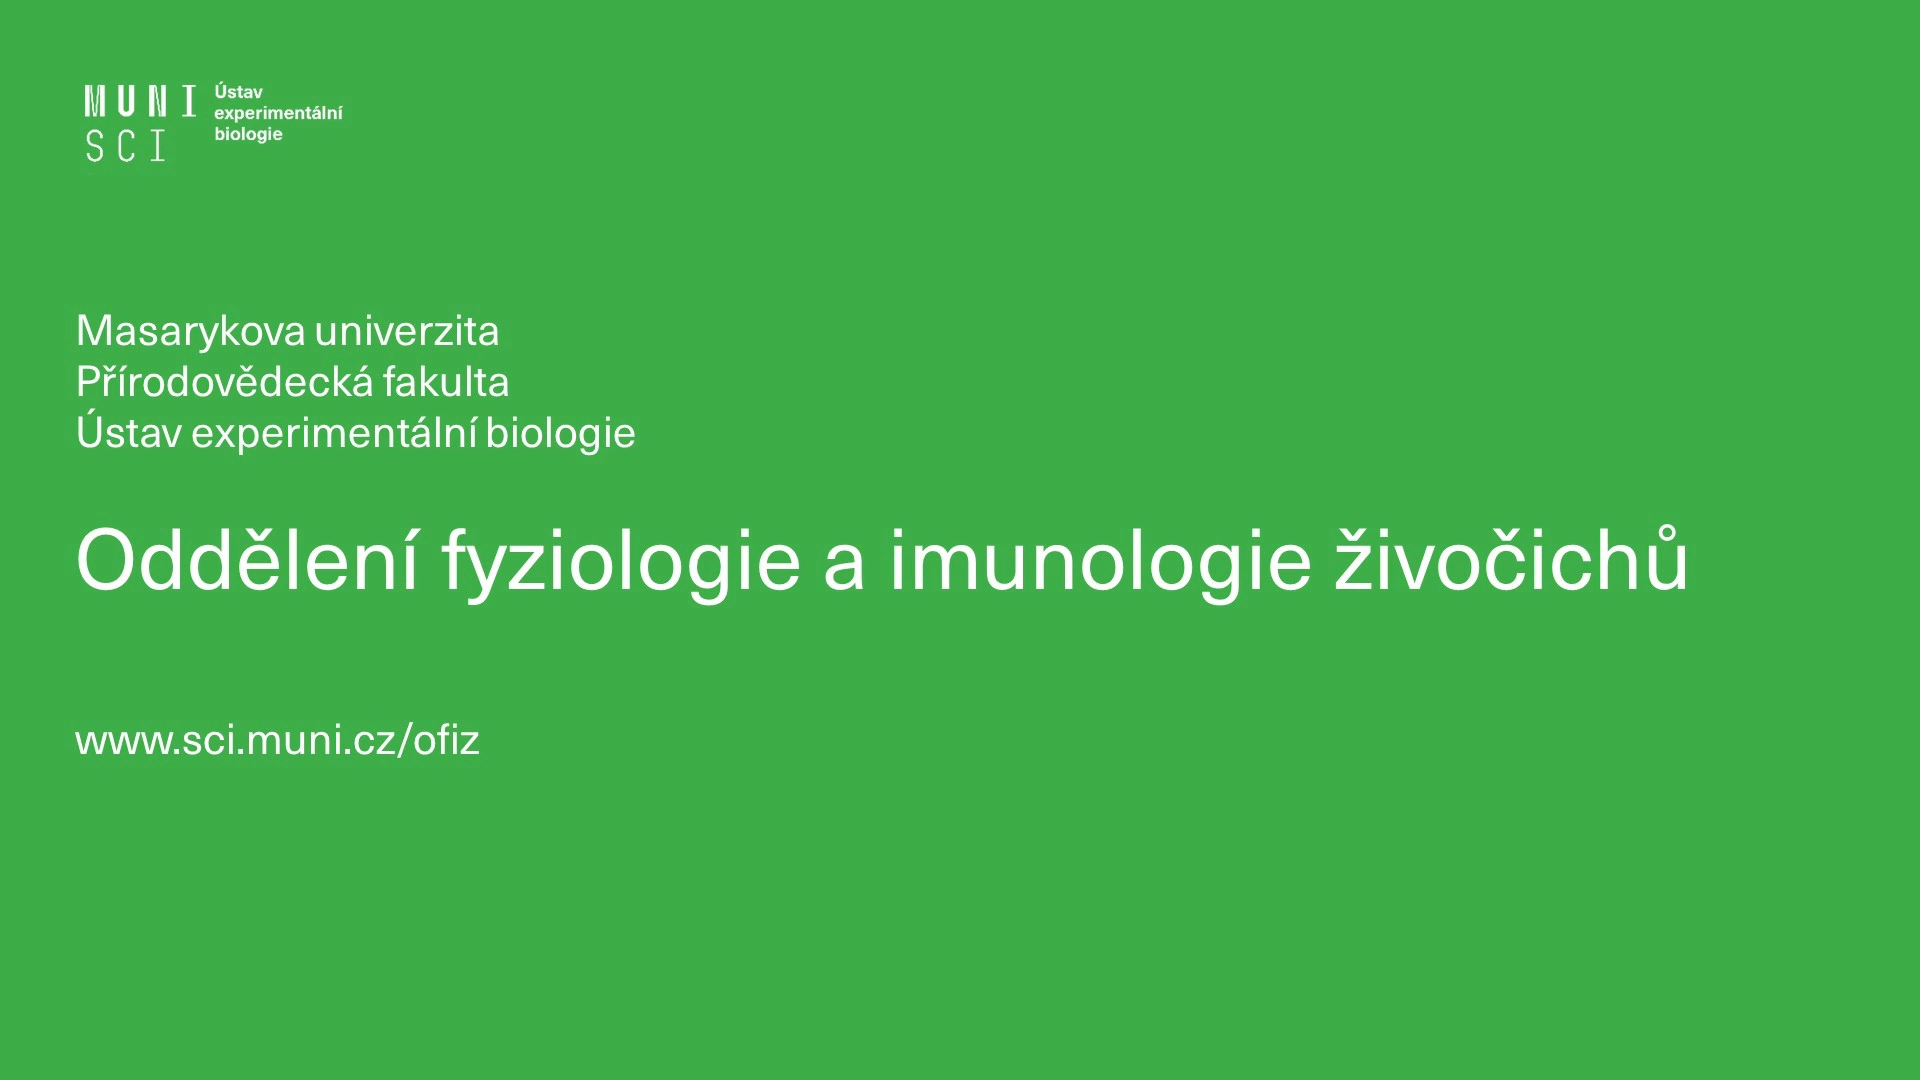 MUNI
SCI
Ústav
experimentální
biologie
Masarykova univerzita
Přírodovědecká fakulta
Ústav experimentální biologie
Oddělení fyziologie a imunologie živočichů
www.sci.muni.cz/ofiz